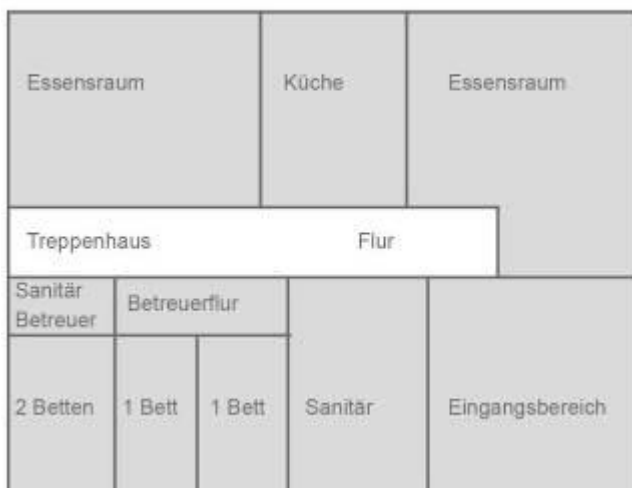 Essensraum
Küche
Essensraum
Treppenhaus
Flur
Sanitär
Betreuer
Betreuerflur
2 Betten
1 Bett
1 Bett
Sanitär
Eingangsbereich